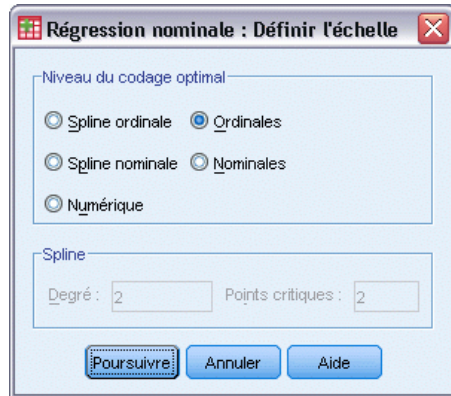 Régression nominale : Définir l'échelle
Niveau du codage optimal
Spline ordinale Ordinales
Spline nominale Nominales
Numérique
Spline
Degré : 2 Points critiques : 2
Poursuivre Annuler Aide